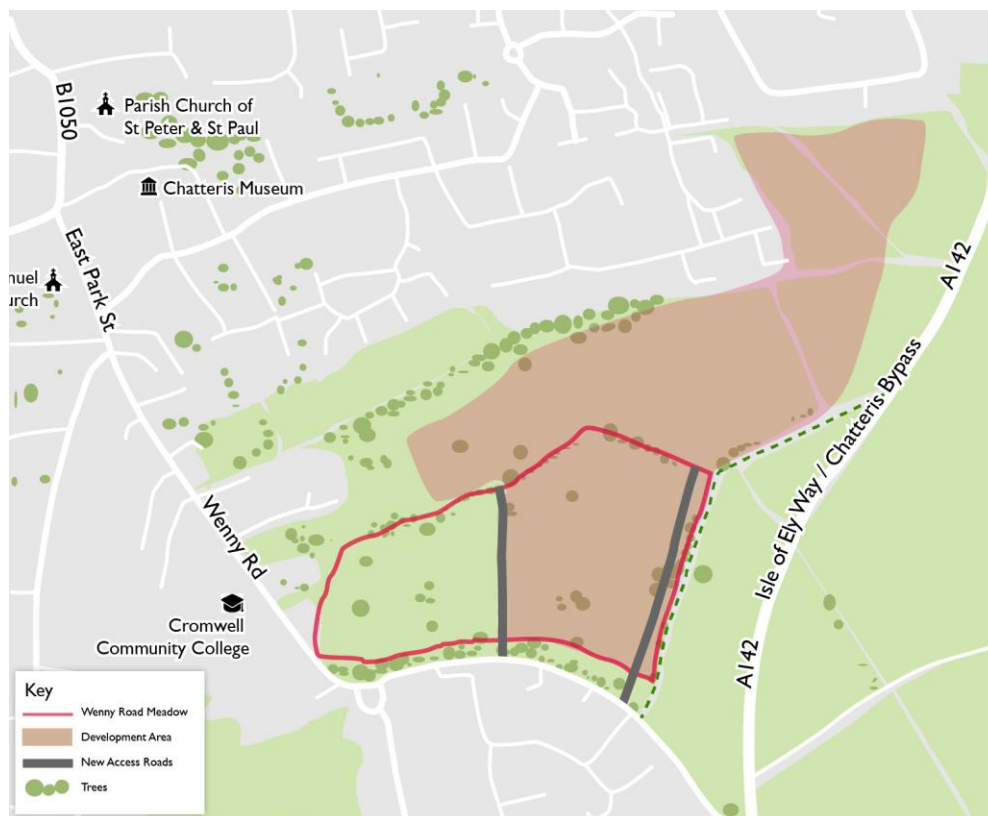 B1050
Parish Church of
St Peter & St Paul
Chatteris Museum
East Park St
nuel
urch
A142
Isle of Ely Way / Chatteris Bypass
A142
Wenny Rd
Cromwell
Community College
Key
Wenny Road Meadow
Development Area
New Access Roads
Trees